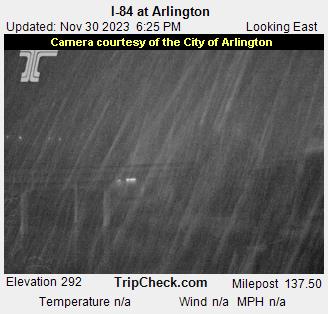 I-84 at Arlington
Updated: Nov 30 2023 6:25 PM Looking East
Camera courtesy of the City of Arlington
Elevation 292 TripCheck.com Milepost 137.50
Temperature n/a Wind n/a MPH n/a